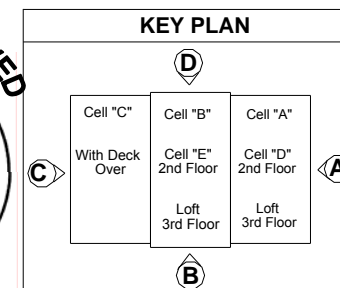 KEY PLAN
D
Cell "C"
With Deck
Over
Cell "B"
Cell "E"
2nd Floor
Loft
3rd Floor
Cell "A"
Cell "D"
2nd Floor
Loft
3rd Floor
C
A
B